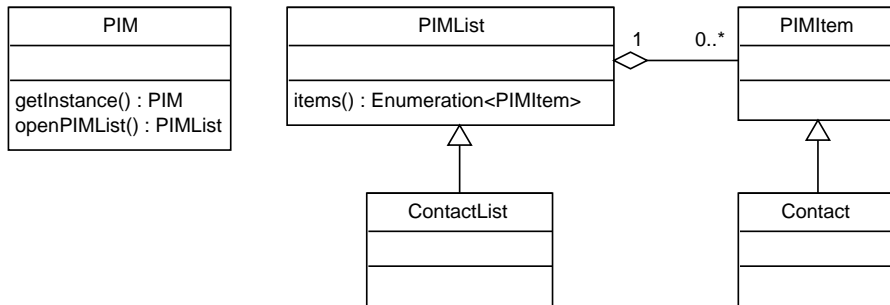 PIM
getInstance() : PIM
openPIMList() : PIMList
PIMList
items() : Enumeration<PIMItem>
1
0..*
PIMItem
ContactList
Contact